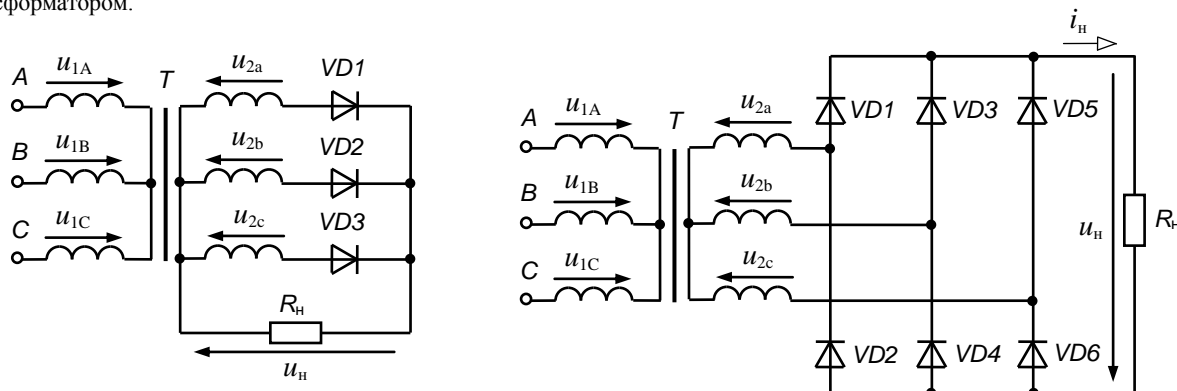 сформатором.
A
u1A
T
u2a
VD1
B
u1B
u2b
VD2
C
u1C
u2c
VD3
Rн
uн
iн
A
u1A
T
u2a
VD1
VD3
VD5
B
u1B
u2b
uн
Rн
C
u1C
u2c
VD2
VD4
VD6